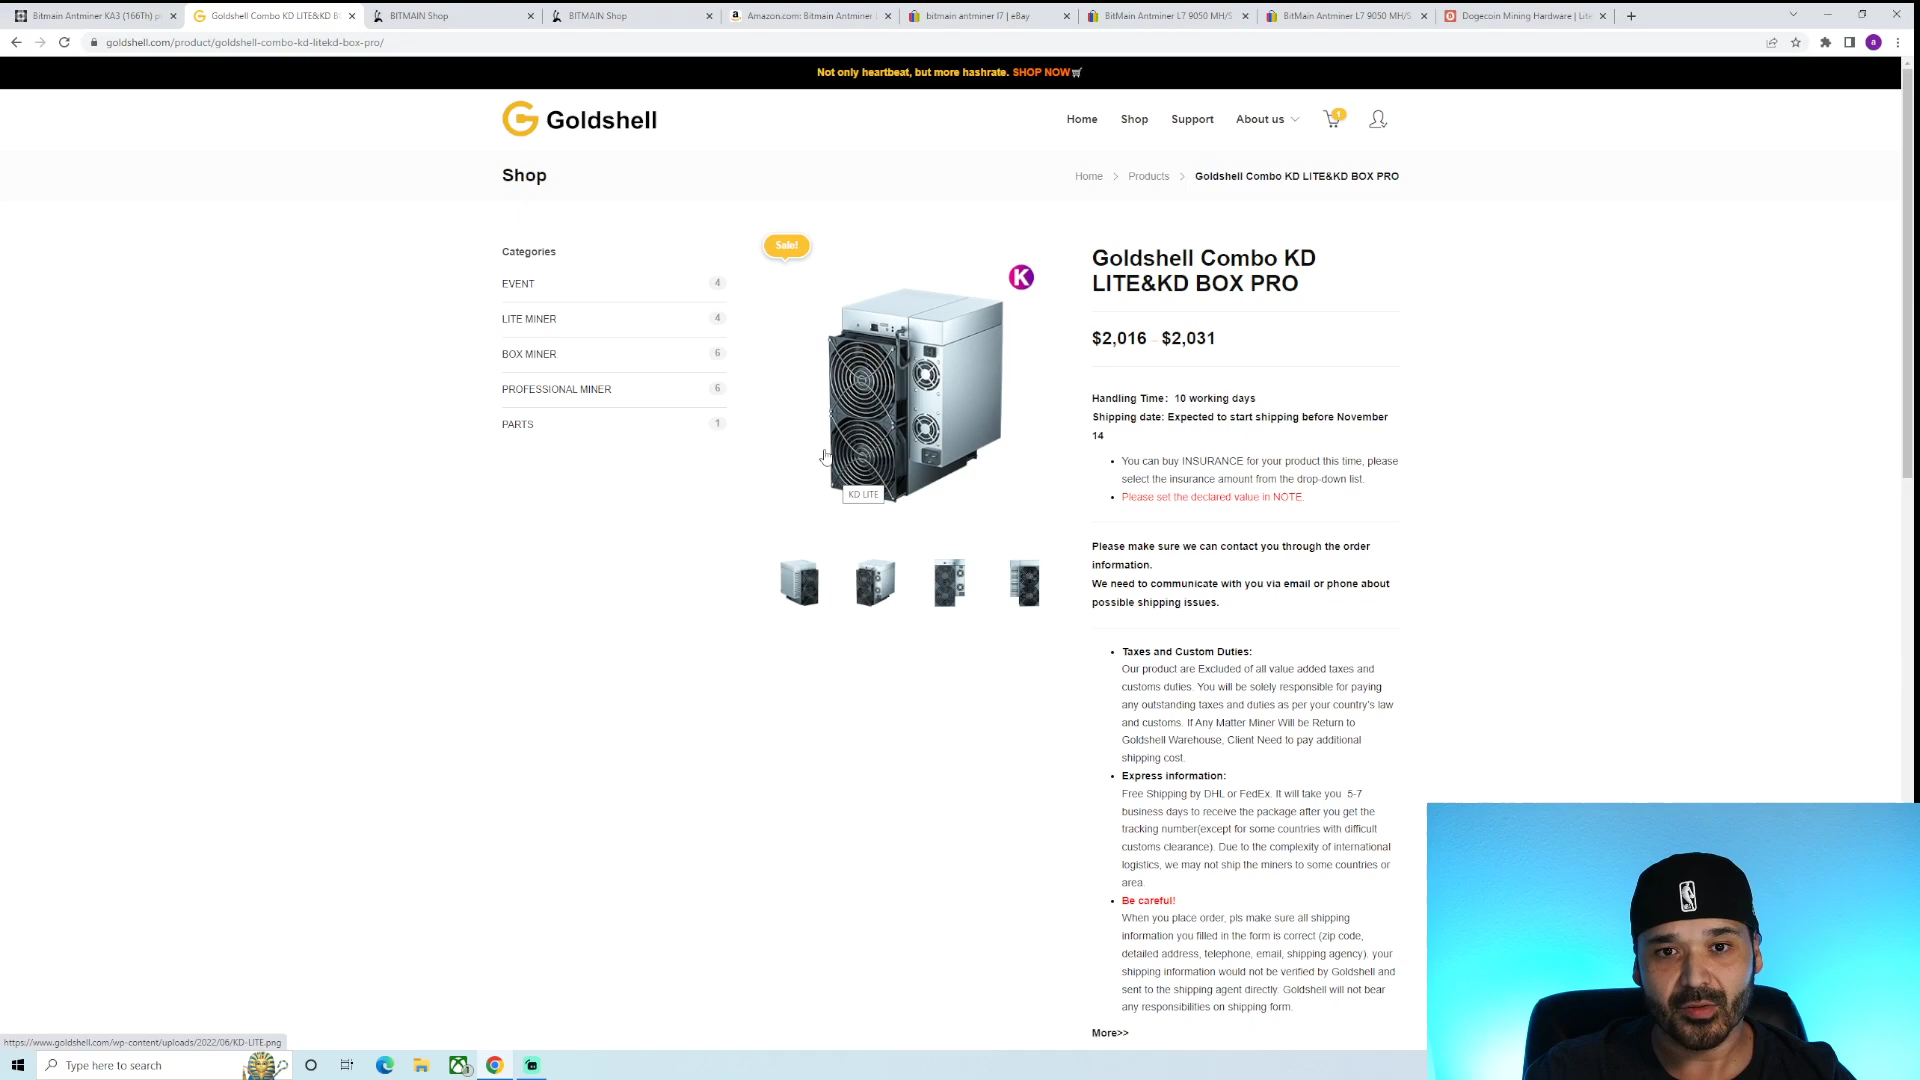 Bitmain Antminer KA3 (166Th) p
Goldshell Combo KD LITE&KD B
BITMAIN Shop
BITMAIN Shop
Amazon.com: Bitmain Antminer
bitmain antminer l7 | eBay
BitMain Antminer L7 9050 MH/S
BitMain Antminer L7 9050 MH/S
Dogecoin Mining Hardware | Lite
goldshell.com/product/goldshell-combo-kd-litekd-box-pro/
a
Not only heartbeat, but more hashrate. SHOP NOW
Goldshell
Home
Shop
Support
About us
1
Shop
Home
Products
Goldshell Combo KD LITE&KD BOX PRO
Categories
EVENT 4
LITE MINER 4
BOX MINER 6
PROFESSIONAL MINER 6
PARTS 1
Sale!
K
KD LITE
Goldshell Combo KD
LITE&KD BOX PRO
$2,016 – $2,031
Handling Time: 10 working days
Shipping date: Expected to start shipping before November
14
• You can buy INSURANCE for your product this time, please
select the insurance amount from the drop-down list.
• Please set the declared value in NOTE.
Please make sure we can contact you through the order
information.
We need to communicate with you via email or phone about
possible shipping issues.
• Taxes and Custom Duties:
Our product are Excluded of all value added taxes and
customs duties. You will be solely responsible for paying
any outstanding taxes and duties as per your country's law
and customs. If Any Matter Miner Will be Return to
Goldshell Warehouse, Client Need to pay additional
shipping cost.
• Express information:
Free Shipping by DHL or FedEx. It will take you 5-7
business days to receive the package after you get the
tracking number(except for some countries with difficult
customs clearance). Due to the complexity of international
logistics, we may not ship the miners to some countries or
area.
• Be careful!
When you place order, pls make sure all shipping
information you filled in the form is correct (zip code,
detailed address, telephone, email, shipping agency). your
shipping information would not be verified by Goldshell and
sent to the shipping agent directly. Goldshell will not bear
any responsibilities on shipping form.
More>>
https://www.goldshell.com/wp-content/uploads/2022/06/KD-LITE.png
Type here to search